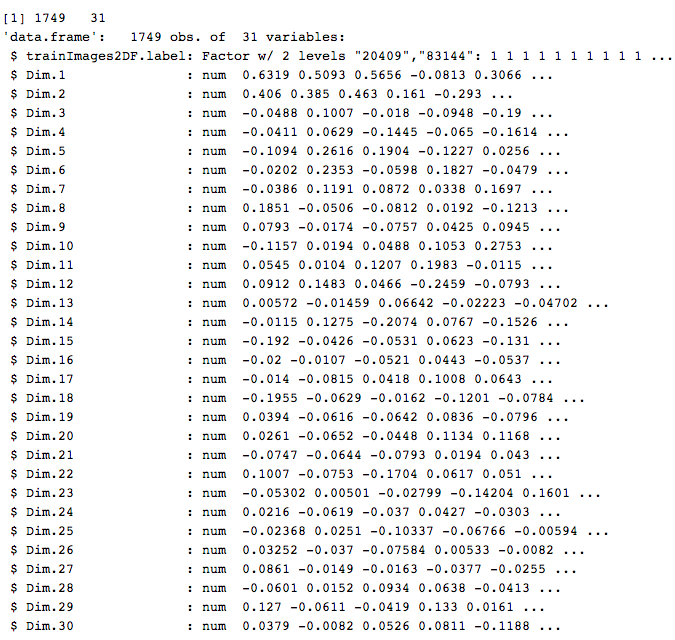 [1] 1749   31
'data.frame':   1749 obs. of  31 variables:
 $ trainImages2DF.label: Factor w/ 2 levels "20409","83144": 1 1 1 1 1 1 1 1 1 1 ...
 $ Dim.1               : num  0.6319 0.5093 0.5656 -0.0813 0.3066 ...
 $ Dim.2               : num  0.406 0.385 0.463 0.161 -0.293 ...
 $ Dim.3               : num  -0.0488 0.1007 -0.018 -0.0948 -0.19 ...
 $ Dim.4               : num  -0.0411 0.0629 -0.1445 -0.065 -0.1614 ...
 $ Dim.5               : num  -0.1094 0.2616 0.1904 -0.1227 0.0256 ...
 $ Dim.6               : num  -0.0202 0.2353 -0.0598 0.1827 -0.0479 ...
 $ Dim.7               : num  -0.0386 0.1191 0.0872 0.0338 0.1697 ...
 $ Dim.8               : num  0.1851 -0.0506 -0.0812 0.0192 -0.1213 ...
 $ Dim.9               : num  0.0793 -0.0174 -0.0757 0.0425 0.0945 ...
 $ Dim.10              : num  -0.1157 0.0194 0.0488 0.1053 0.2753 ...
 $ Dim.11              : num  0.0545 0.0104 0.1207 0.1983 -0.0115 ...
 $ Dim.12              : num  0.0912 0.1483 0.0466 -0.2459 -0.0793 ...
 $ Dim.13              : num  0.00572 -0.01459 0.06642 -0.02223 -0.04702 ...
 $ Dim.14              : num  -0.0115 0.1275 -0.2074 0.0767 -0.1526 ...
 $ Dim.15              : num  -0.192 -0.0426 -0.0531 0.0623 -0.131 ...
 $ Dim.16              : num  -0.02 -0.0107 -0.0521 0.0443 -0.0537 ...
 $ Dim.17              : num  -0.014 -0.0815 0.0418 0.1008 0.0643 ...
 $ Dim.18              : num  -0.1955 -0.0629 -0.0162 -0.1201 -0.0784 ...
 $ Dim.19              : num  0.0394 -0.0616 -0.0642 0.0836 -0.0796 ...
 $ Dim.20              : num  0.0261 -0.0652 -0.0448 0.1134 0.1168 ...
 $ Dim.21              : num  -0.0747 -0.0644 -0.0793 0.0194 0.043 ...
 $ Dim.22              : num  0.1007 -0.0753 -0.1704 0.0617 0.051 ...
 $ Dim.23              : num  -0.05302 0.00501 -0.02799 -0.14204 0.1601 ...
 $ Dim.24              : num  0.0216 -0.0619 -0.037 0.0427 -0.0303 ...
 $ Dim.25              : num  -0.02368 0.0251 -0.10337 -0.06766 -0.00594 ...
 $ Dim.26              : num  0.03252 -0.037 -0.07584 0.00533 -0.0082 ...
 $ Dim.27              : num  0.0861 -0.0149 -0.0163 -0.0377 -0.0255 ...
 $ Dim.28              : num  -0.0601 0.0152 0.0934 0.0638 -0.0413 ...
 $ Dim.29              : num  0.127 -0.0611 -0.0419 0.133 0.0161 ...
 $ Dim.30              : num  0.0379 -0.0082 0.0526 0.0811 -0.1188 ...